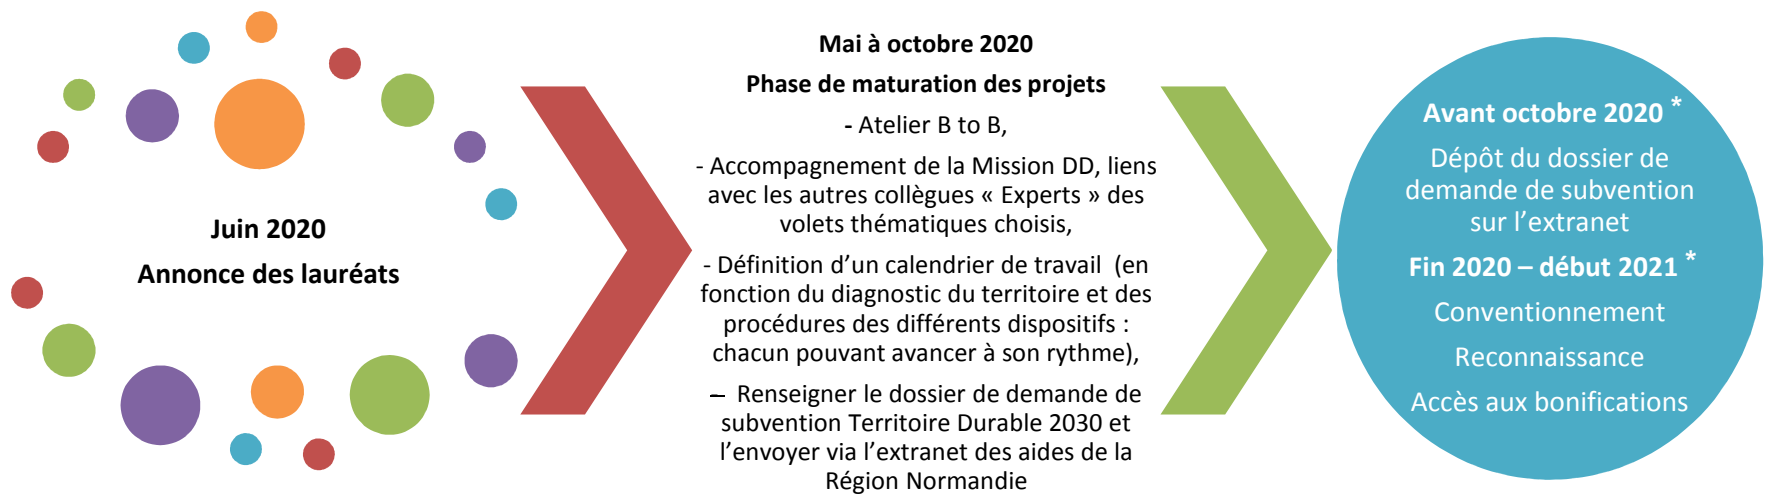 Juin 2020
Annonce des lauréats
Mai à octobre 2020
Phase de maturation des projets
- Atelier B to B,
- Accompagnement de la Mission DD, liens
avec les autres collègues « Experts » des
volets thématiques choisis,
- Définition d’un calendrier de travail (en
fonction du diagnostic du territoire et des
procédures des différents dispositifs :
chacun pouvant avancer à son rythme),
– Renseigner le dossier de demande de
subvention Territoire Durable 2030 et
l’envoyer via l’extranet des aides de la
Région Normandie
Avant octobre 2020 *
Dépôt du dossier de
demande de subvention
sur l’extranet
Fin 2020 – début 2021 *
Conventionnement
Reconnaissance
Accès aux bonifications